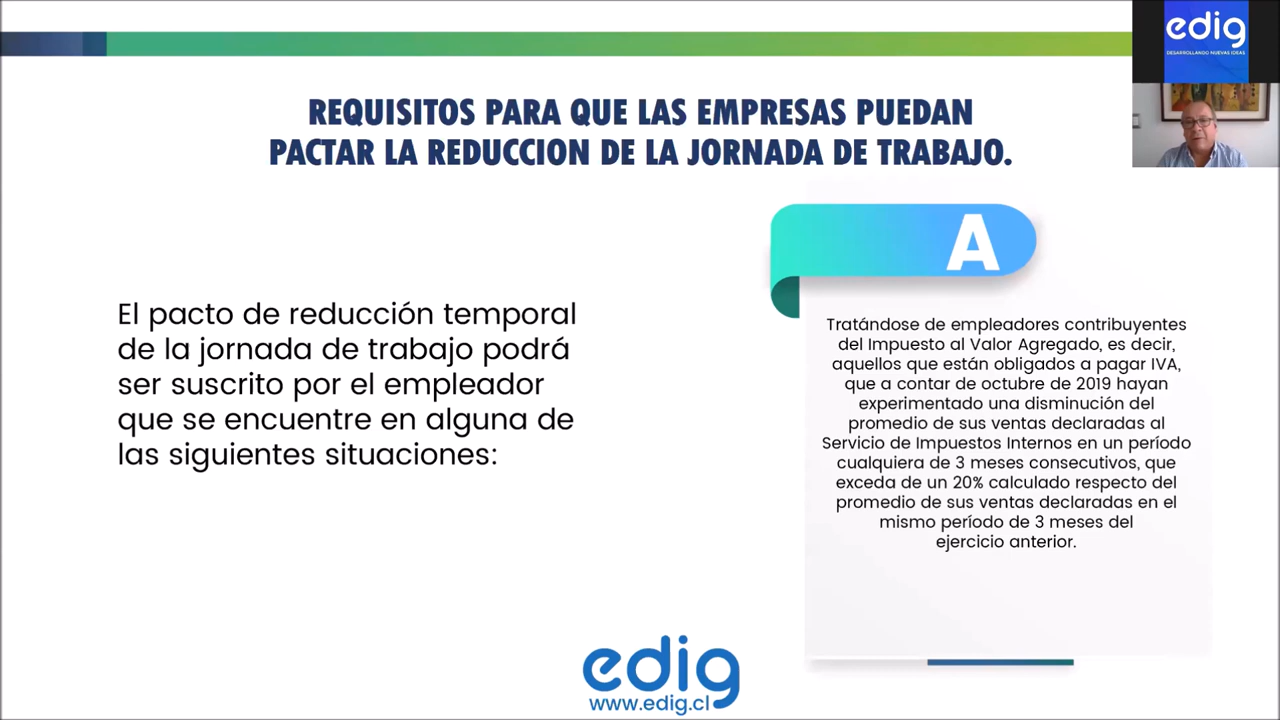 edig
DESARROLLANDO NUEVAS IDEAS
REQUISITOS PARA QUE LAS EMPRESAS PUEDAN
PACTAR LA REDUCCION DE LA JORNADA DE TRABAJO.
El pacto de reducción temporal
de la jornada de trabajo podrá
ser suscrito por el empleador
que se encuentre en alguna de
las siguientes situaciones:
A
Tratándose de empleadores contribuyentes
del Impuesto al Valor Agregado, es decir,
aquellos que están obligados a pagar IVA,
que a contar de octubre de 2019 hayan
experimentado una disminución del
promedio de sus ventas declaradas al
Servicio de Impuestos Internos en un período
cualquiera de 3 meses consecutivos, que
exceda de un 20% calculado respecto del
promedio de sus ventas declaradas en el
mismo período de 3 meses del
ejercicio anterior.
edig
www.edig.cl